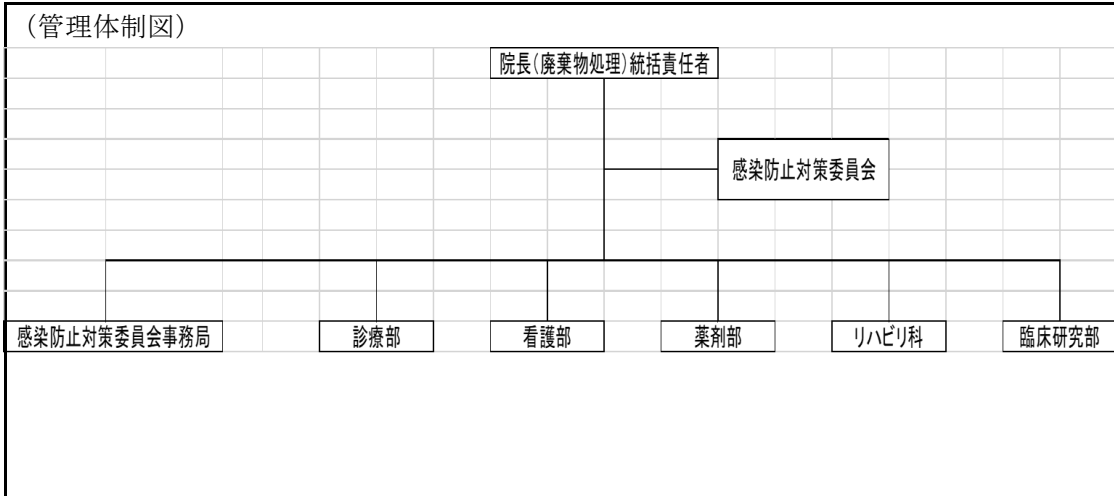 （管理体制図）
院長（廃棄物処理）統括責任者
感染防止対策委員会
感染防止対策委員会事務局
診療部
看護部
薬剤部
リハビリ科
臨床研究部